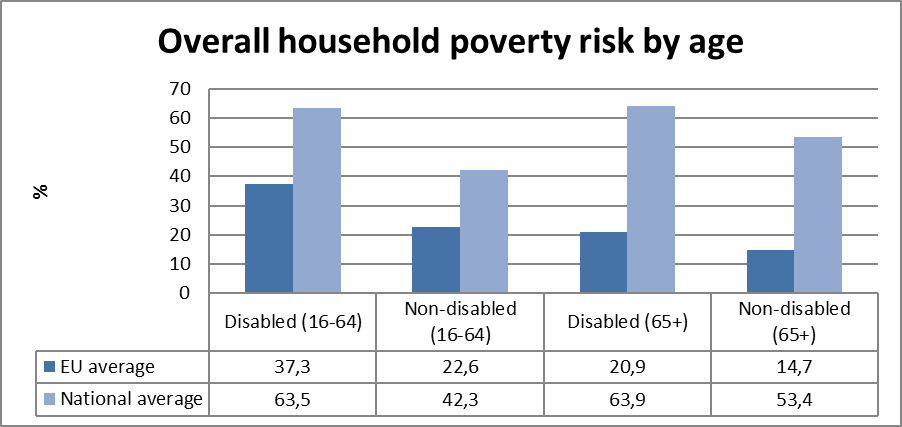 Overall household poverty risk by age
%
70
60
50
40
30
20
10
0
Disabled (16-64) Non-disabled (16-64) Disabled (65+) Non-disabled (65+)
EU average 37,3 22,6 20,9 14,7
National average 63,5 42,3 63,9 53,4